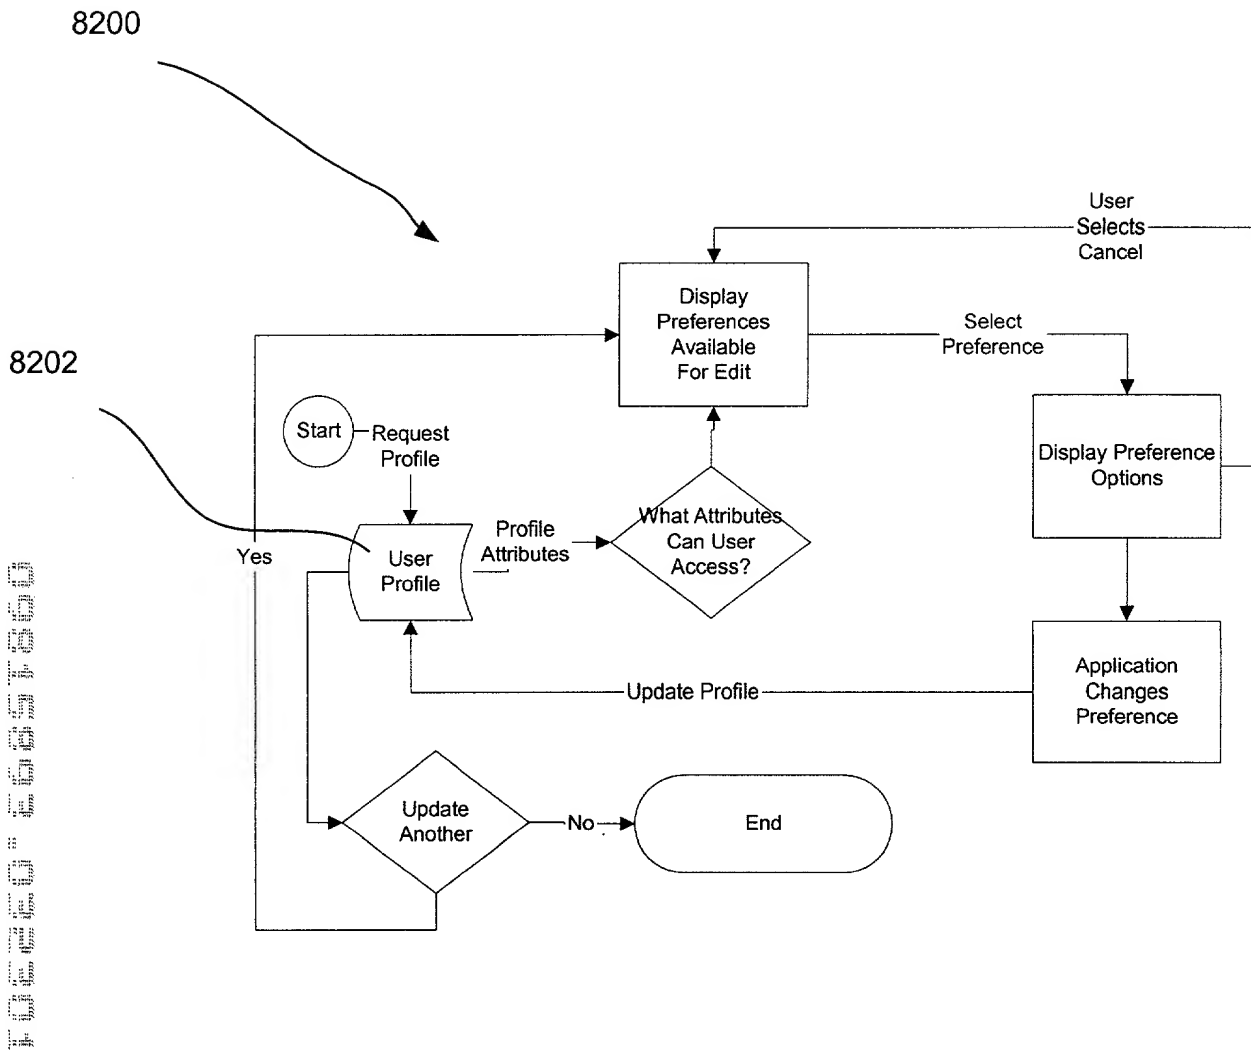 8200
User
Selects
Cancel
Display
Preferences
Available
For Edit
Select
Preference
8202
Start
Request
Profile
Display Preference
Options
What Attributes
Can User
Access?
Profile
Attributes
User
Profile
Yes
Application
Changes
Preference
Update Profile
Update
Another
No
End